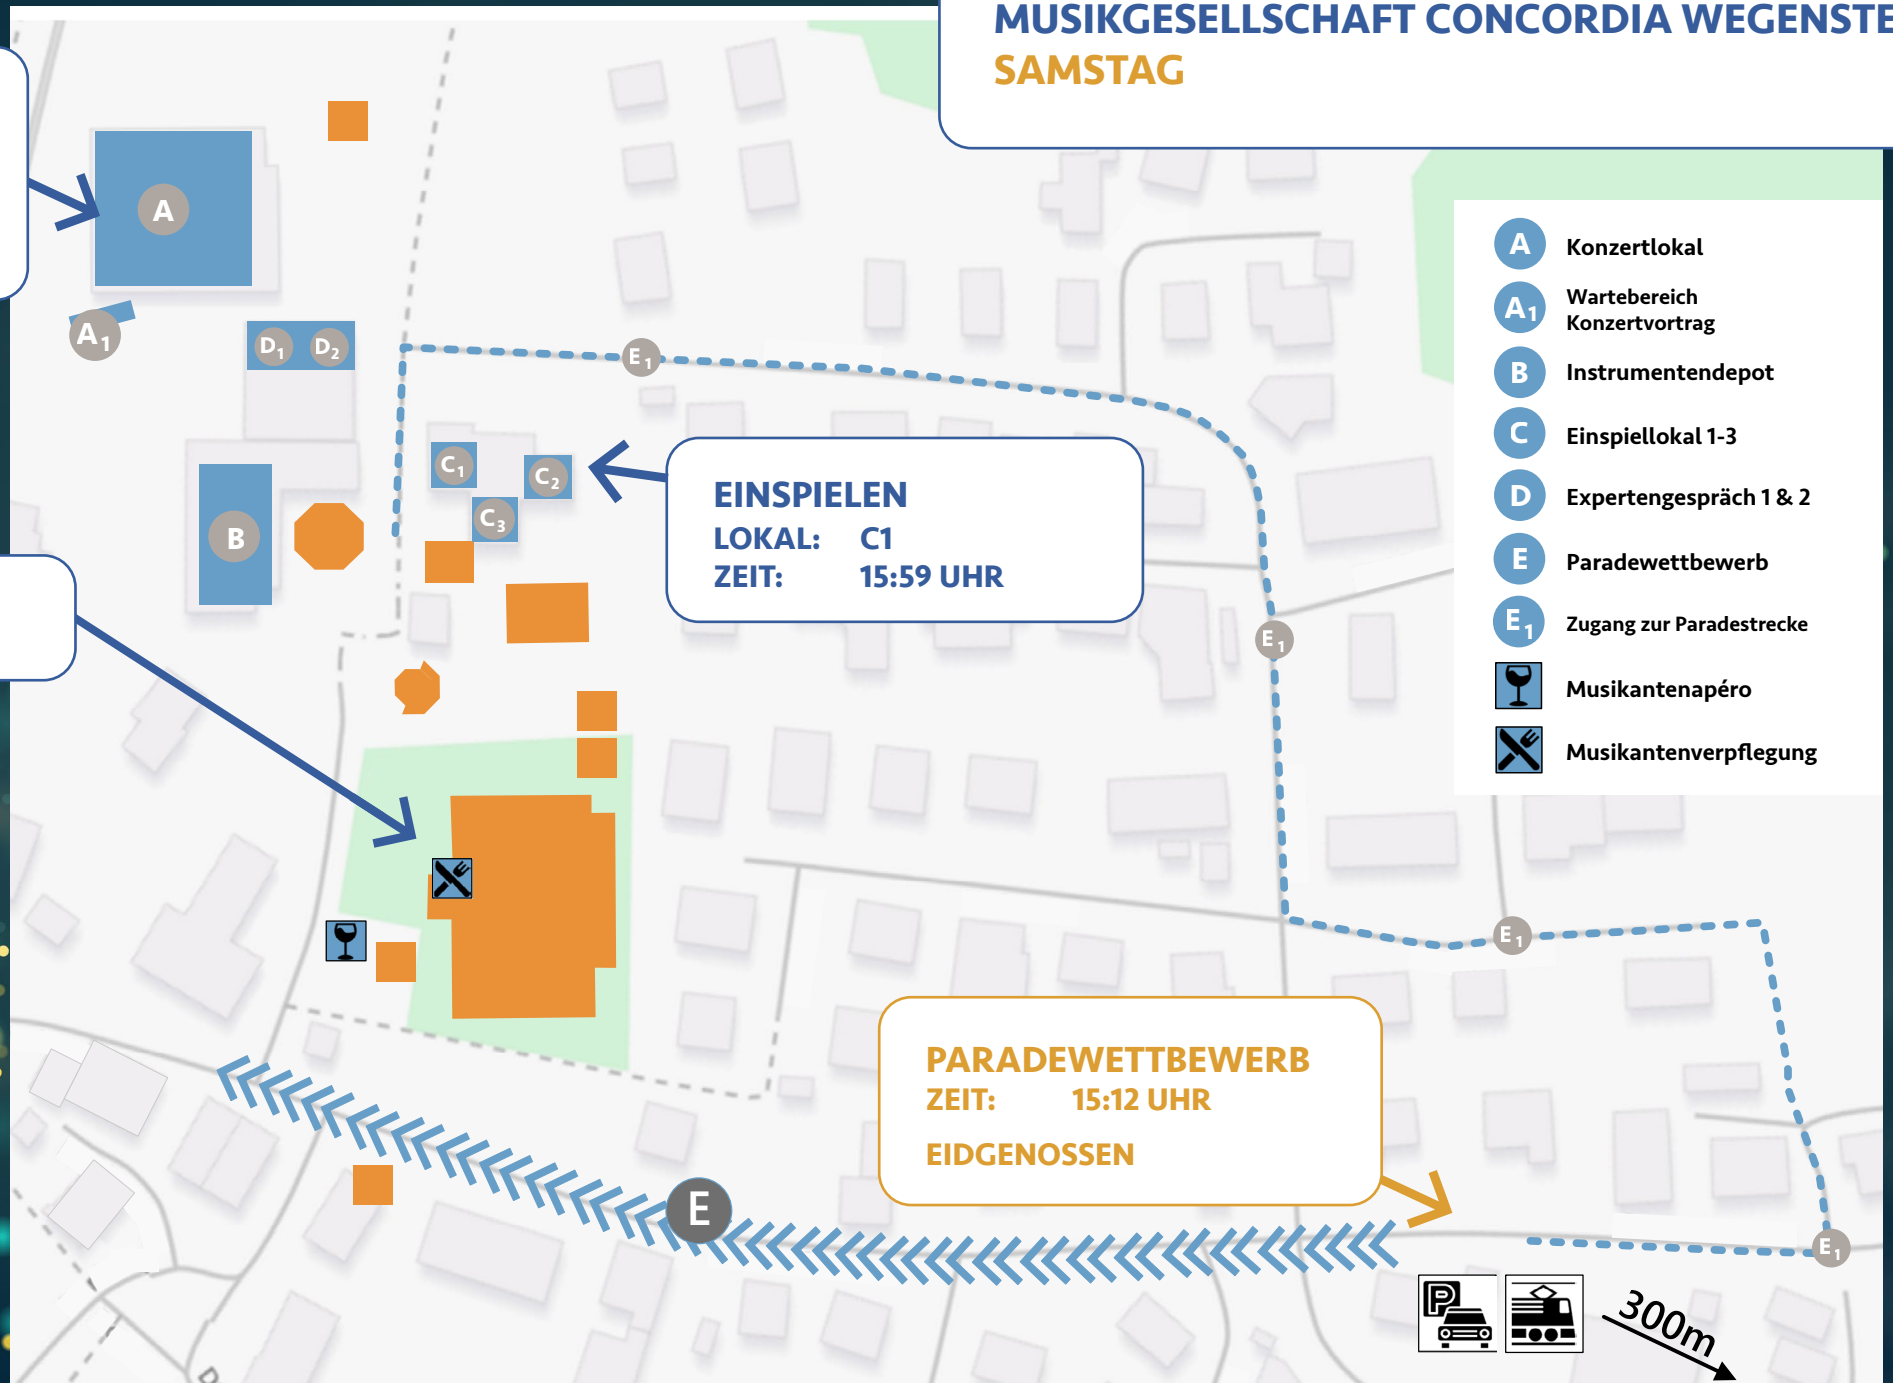 MUSIKGESELLSCHAFT CONCORDIA WEGENSTE
SAMSTAG
A
A1
D1
D2
E1
C1
C2
C3
B
EINSPIELEN
LOKAL: C1
ZEIT: 15:59 UHR
E1
A Konzertlokal
A1 Wartebereich
Konzertvortrag
B Instrumentendepot
C Einspiellokal 1-3
D Expertengespräch 1 & 2
E Paradewettbewerb
E1 Zugang zur Paradestrecke
Musikantenapéro
Musikantenverpflegung
E1
PARADEWETTBEWERB
ZEIT: 15:12 UHR
EIDGENOSSEN
E
E1
P
300m
D